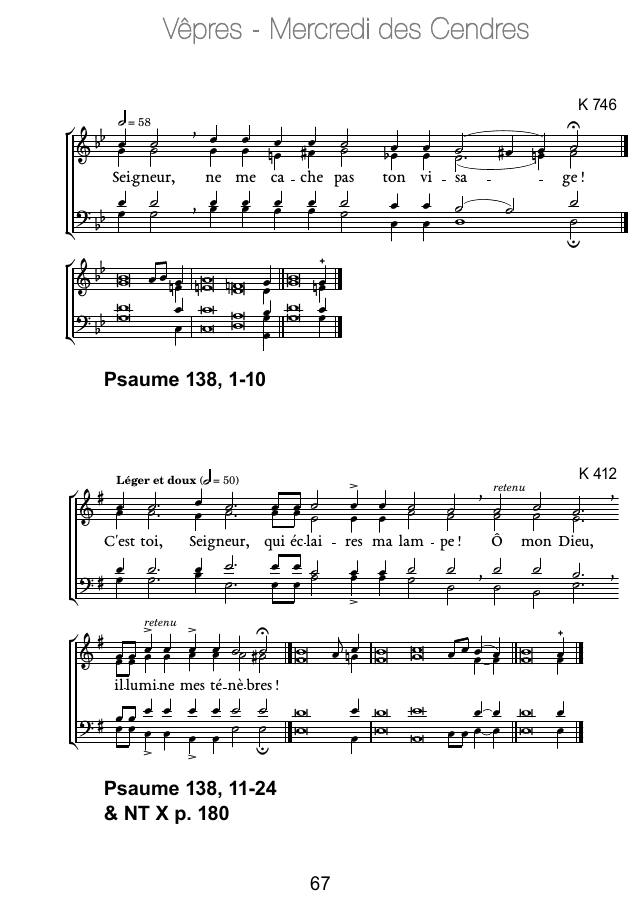 Vêpres - Mercredi des Cendres
K 746
= 58
Seigneur, ne me ca - che pas ton vi - sa - ge !
Psaume 138, 1-10
K 412
Léger et doux ( = 50)
retenu
C'est toi, Seigneur, qui éc-lai - res ma lam - pe ! Ô mon Dieu,
retenu
il-lumi-ne mes té-nè-bres !
Psaume 138, 11-24
& NT X p. 180
67